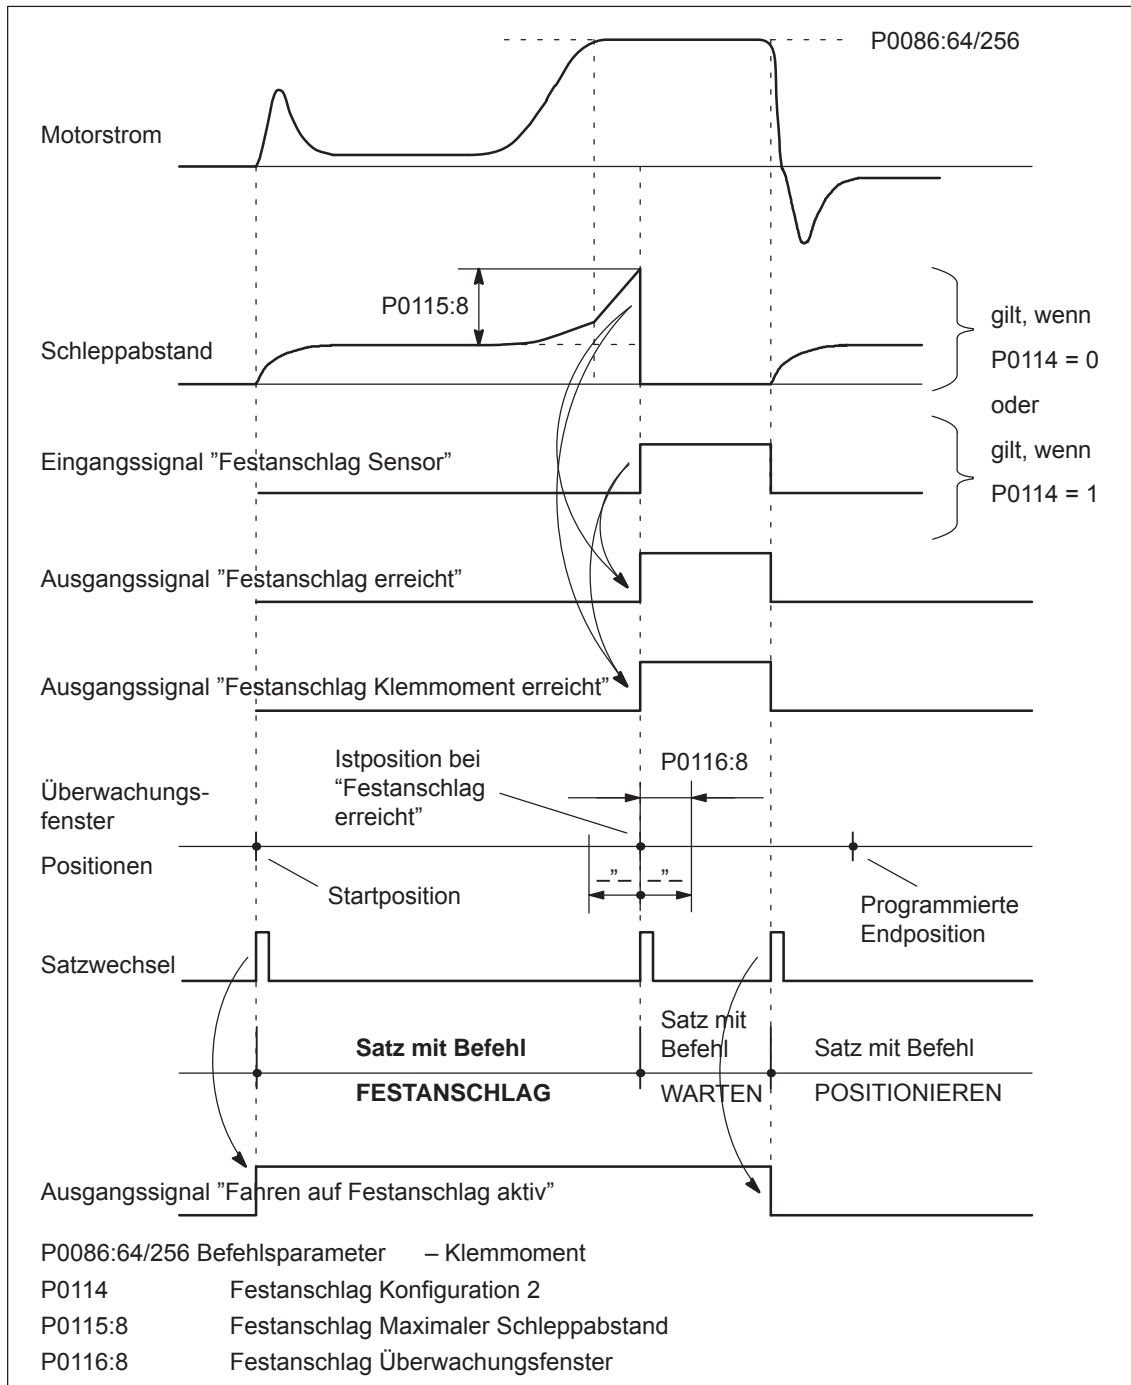 P0086:64/256
Motorstrom
P0115:8
Schleppabstand
gilt, wenn
P0114 = 0
oder
gilt, wenn
P0114 = 1
Eingangssignal ”Festanschlag Sensor”
Ausgangssignal ”Festanschlag erreicht”
Ausgangssignal ”Festanschlag Klemmoment erreicht”
Istposition bei
“Festanschlag
erreicht”
P0116:8
Überwachungs-
fenster
Positionen
Startposition
_”_ _”_
Programmierte
Endposition
Satzwechsel
Satz mit Befehl
FESTANSCHLAG
Satz mit
Befehl
WARTEN
Satz mit Befehl
POSITIONIEREN
Ausgangssignal ”Fahren auf Festanschlag aktiv”
P0086:64/256 Befehlsparameter – Klemmoment
P0114 Festanschlag Konfiguration 2
P0115:8 Festanschlag Maximaler Schleppabstand
P0116:8 Festanschlag Überwachungsfenster